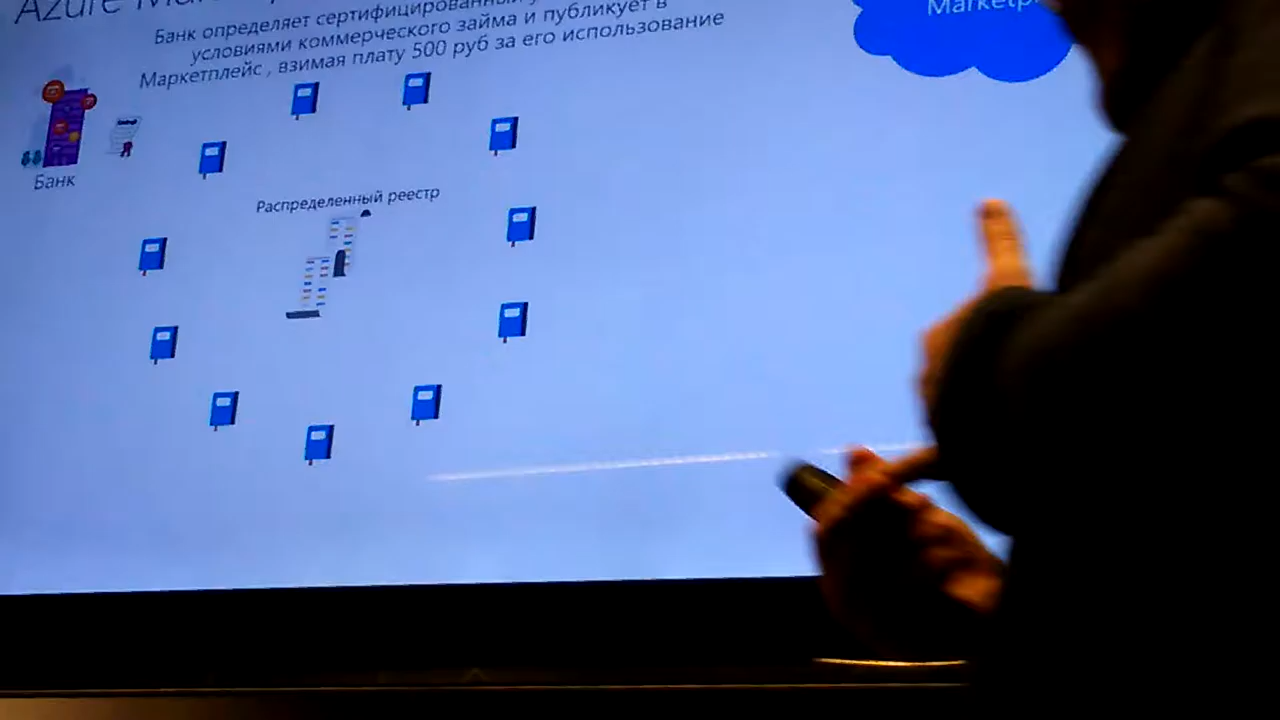 Azure
Банк определяет сертифицированный
условиями коммерческого займа и публикует в
Маркетплейс , взимая плату 500 руб за его использование
Банк
Распределенный реестр